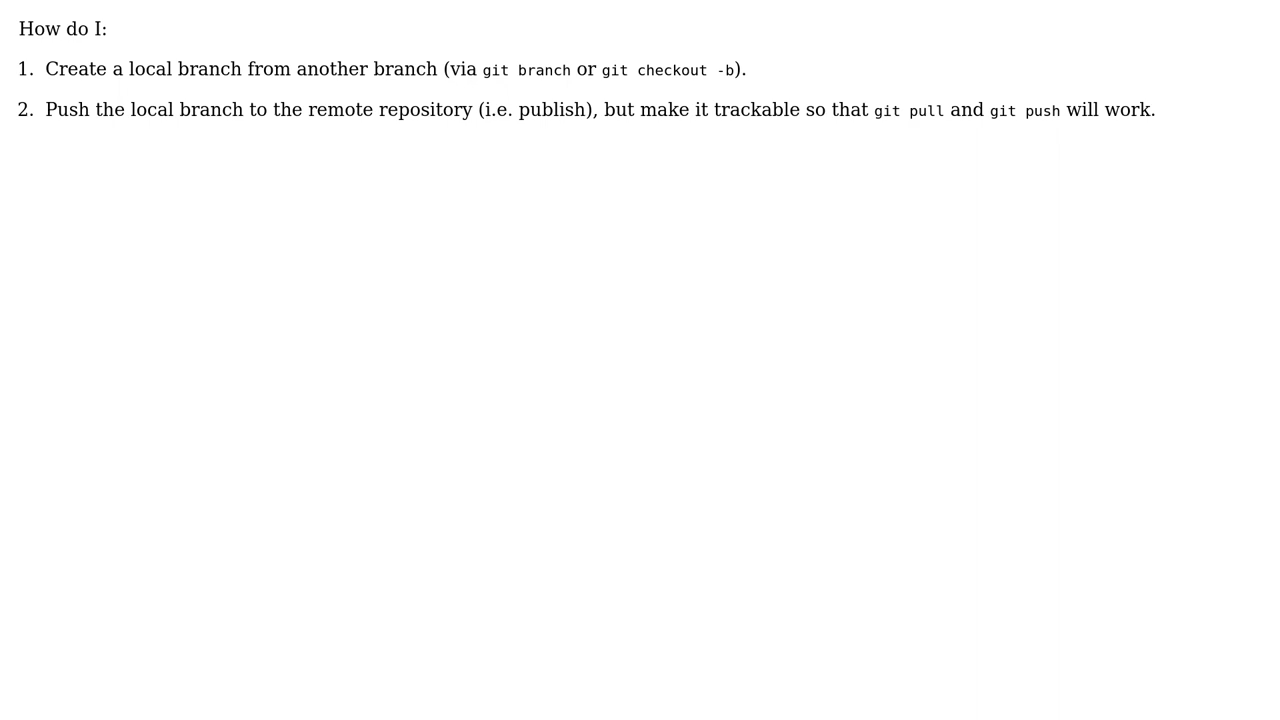 How do I:
1. Create a local branch from another branch (via git branch or git checkout -b).
2. Push the local branch to the remote repository (i.e. publish), but make it trackable so that git pull and git push will work.